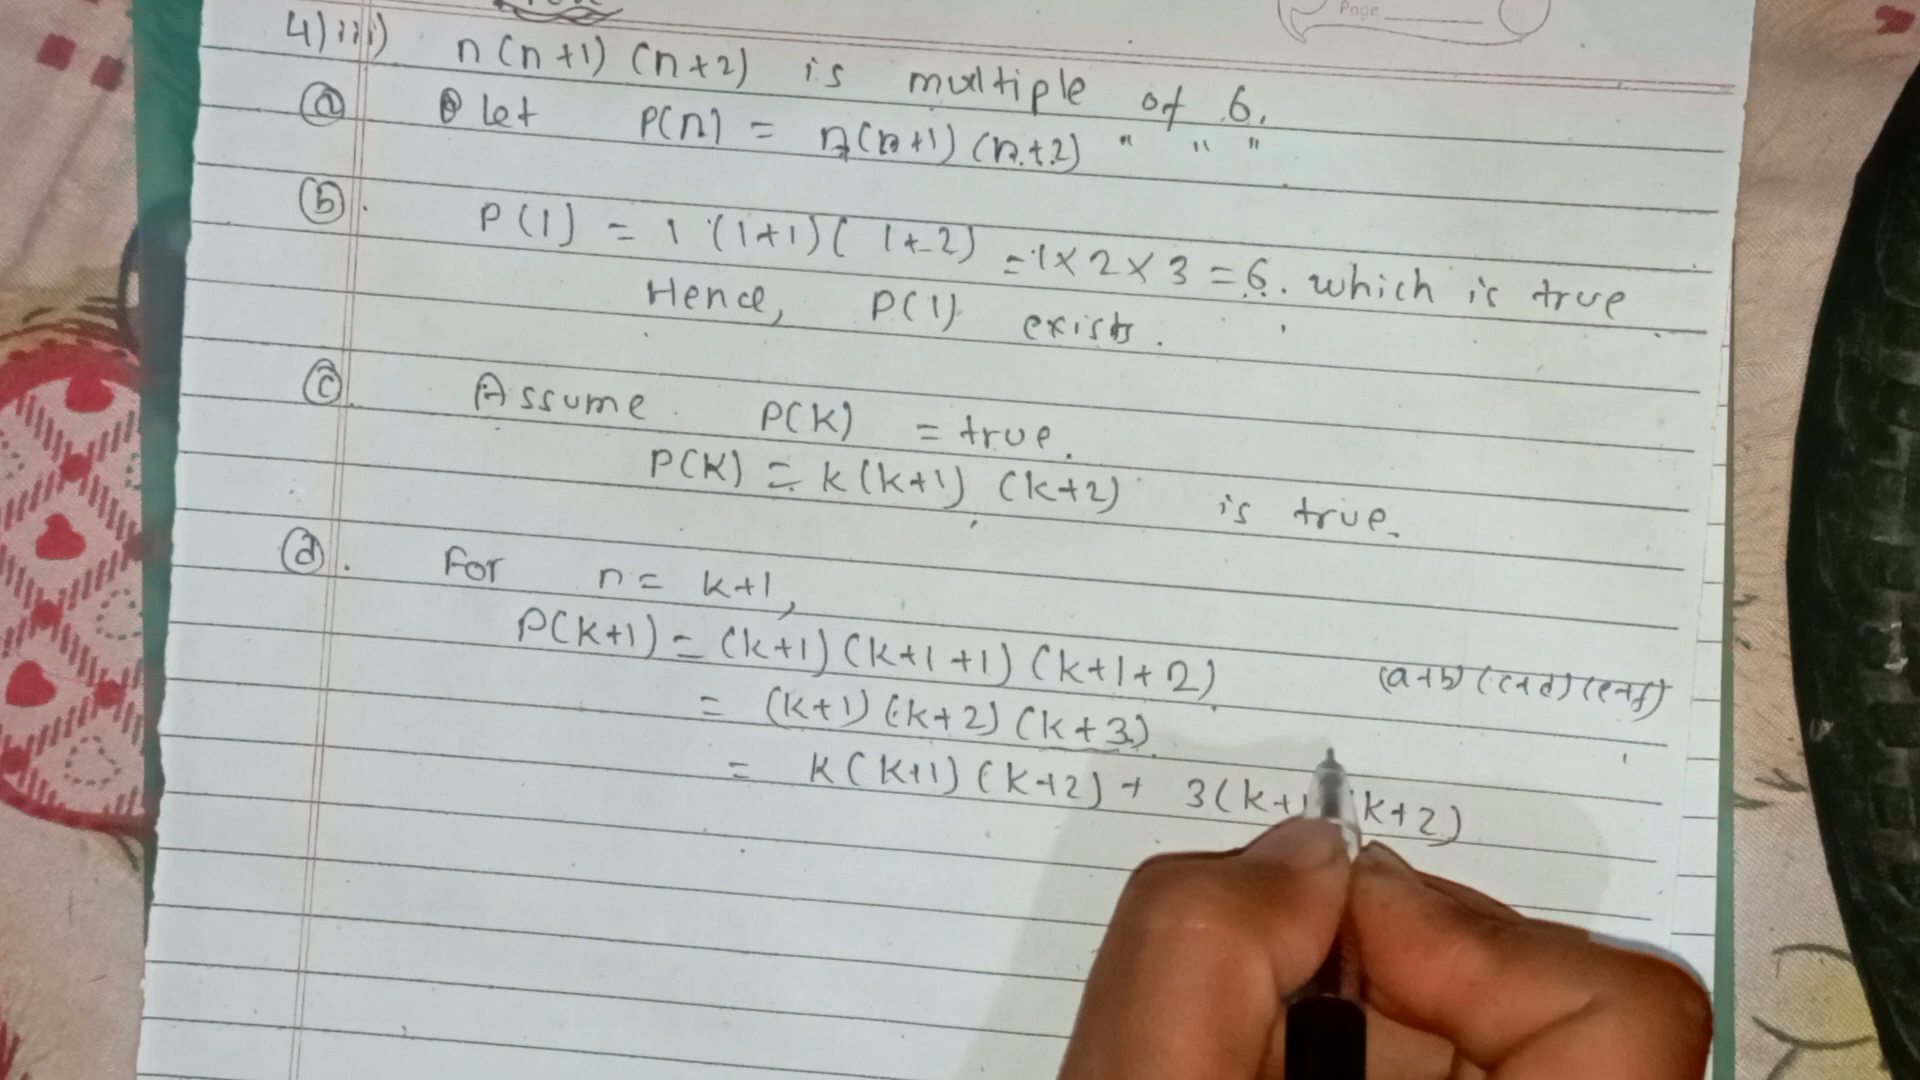 Page
4) iii) n(n+1) (n+2) is multiple of 6.
(a) Let P(n) = n(n+1) (n+2) " " "
(b). P(1) = 1 (1+1)( 1+2) = 1×2×3 = 6. which is true
Hence, P(1) exists.
(c) Assume P(K) = true.
P(K) = k(k+1) (k+2) is true.
(d). For n = k+1,
P(k+1) = (k+1)(k+1+1) (k+1+2) (a+b) (c+d) (e+f)
= (k+1) (k+2) (k+3)
= k(k+1) (k+2) + 3(k+1 k+2)